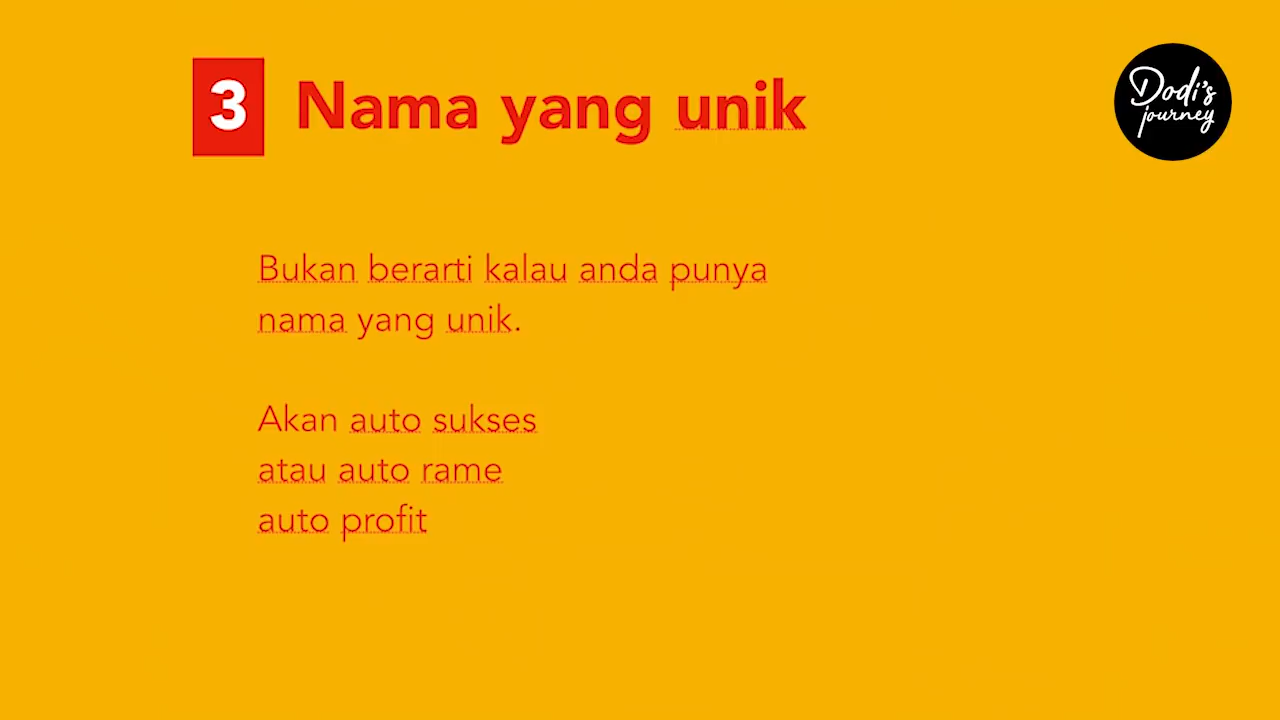 3 Nama yang unik
Dodi's
journey
Bukan berarti kalau anda punya
nama yang unik.
Akan auto sukses
atau auto rame
auto profit